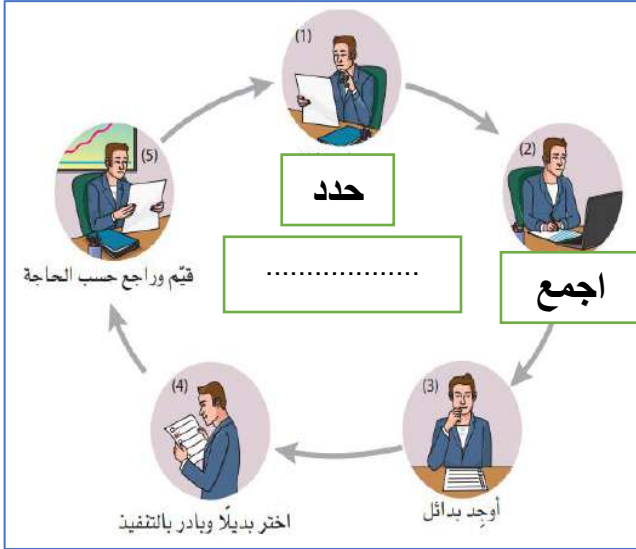 (1)
حدد
...................
(2)
اجمع
(3)
أوجِد بدائل
(4)
اختر بديلًا وبادر بالتنفيذ
(5)
قيّم وراجع حسب الحاجة